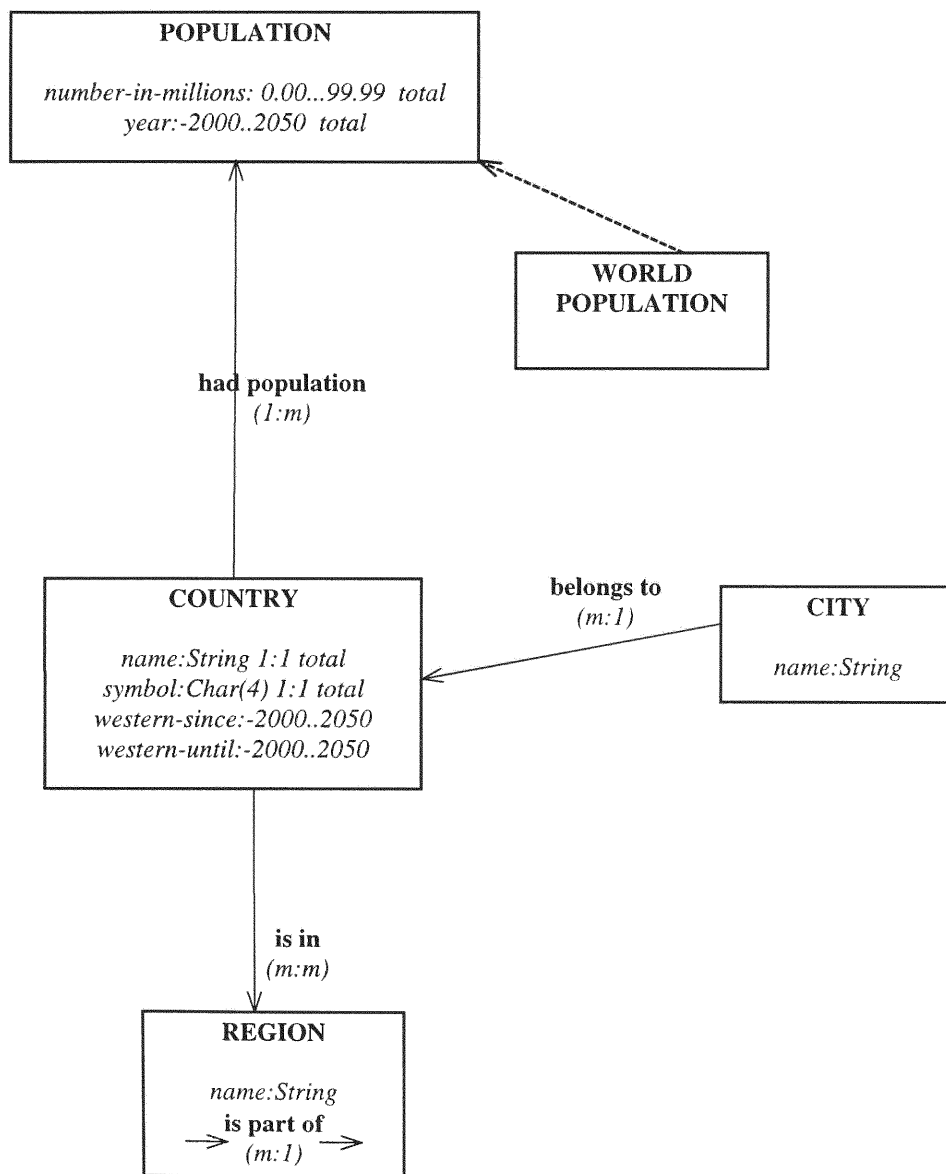 POPULATION
number-in-millions: 0.00...99.99 total
year:-2000..2050 total
WORLD
POPULATION
had population
(1:m)
COUNTRY
name:String 1:1 total
symbol:Char(4) 1:1 total
western-since:-2000..2050
western-until:-2000..2050
belongs to
(m:1)
CITY
name:String
is in
(m:m)
REGION
name:String
is part of
(m:1)